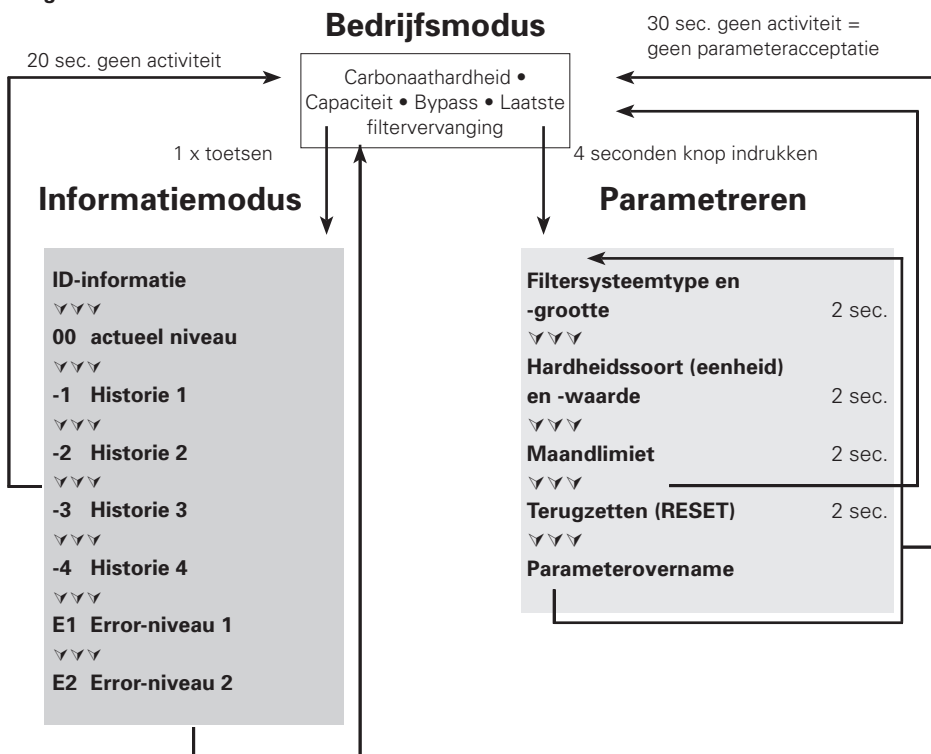 Bedrijfsmodus
30 sec. geen activiteit =
geen parameteracceptatie
20 sec. geen activiteit
Carbonaathardheid •
Capaciteit • Bypass • Laatste
filtervervanging
1 x toetsen
4 seconden knop indrukken
Informatiemodus
Parametreren
ID-informatie
00 actueel niveau
-1 Historie 1
-2 Historie 2
-3 Historie 3
-4 Historie 4
E1 Error-niveau 1
E2 Error-niveau 2
Filtersysteemtype en
-grootte 2 sec.
Hardheidssoort (eenheid)
en -waarde 2 sec.
Maandlimiet 2 sec.
Terugzetten (RESET) 2 sec.
Parameterovername